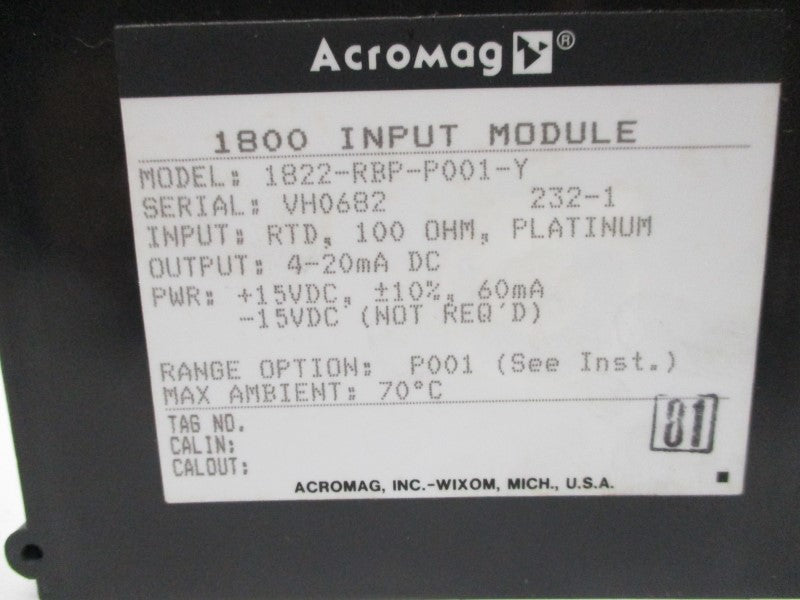 Acromag ®
1800 INPUT MODULE
MODEL: 1822-RBP-P001-Y
SERIAL: VH0682 232-1
INPUT: RTD, 100 OHM, PLATINUM
OUTPUT: 4-20mA DC
PWR: +15VDC, ±10%, 60mA
-15VDC (NOT REQ'D)
RANGE OPTION: P001 (See Inst.)
MAX AMBIENT: 70°C
TAG NO.
CALIN:
CALOUT:
ACROMAG, INC.-WIXOM, MICH., U.S.A.